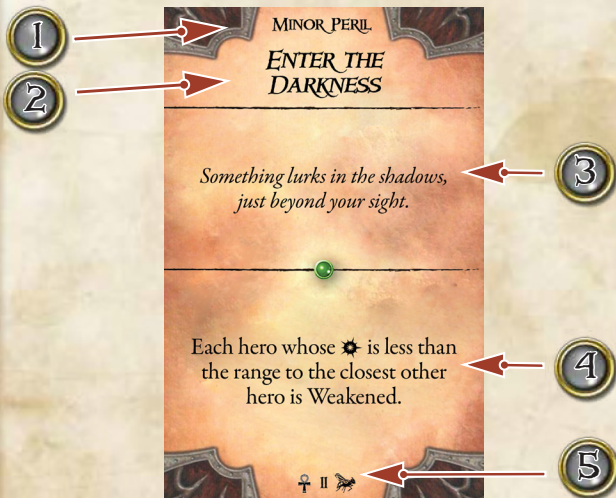 1
MINOR PERIL
2
ENTER THE
DARKNESS
Something lurks in the shadows,
just beyond your sight.
3
Each hero whose is less than
the range to the closest other
hero is Weakened.
4
II
5